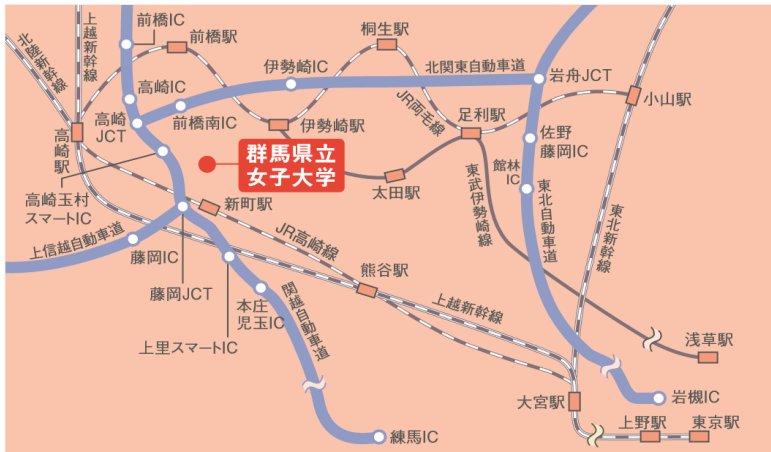 前橋IC
前橋駅
桐生駅
上越新幹線
北陸新幹線
高崎IC
伊勢崎IC
北関東自動車道
岩舟JCT
高崎
JCT
前橋南IC
伊勢崎駅
JR両毛線
足利駅
小山駅
高崎駅
佐野
藤岡IC
群馬県立
女子大学
館林IC
太田駅
高崎玉村
スマートIC
新町駅
東武伊勢崎線
東北自動車道
東北新幹線
上信越自動車道
藤岡IC
JR高崎線
熊谷駅
藤岡JCT
本庄
児玉IC
関越自動車道
上越新幹線
上里スマートIC
浅草駅
大宮駅
岩槻IC
練馬IC
上野駅
東京駅